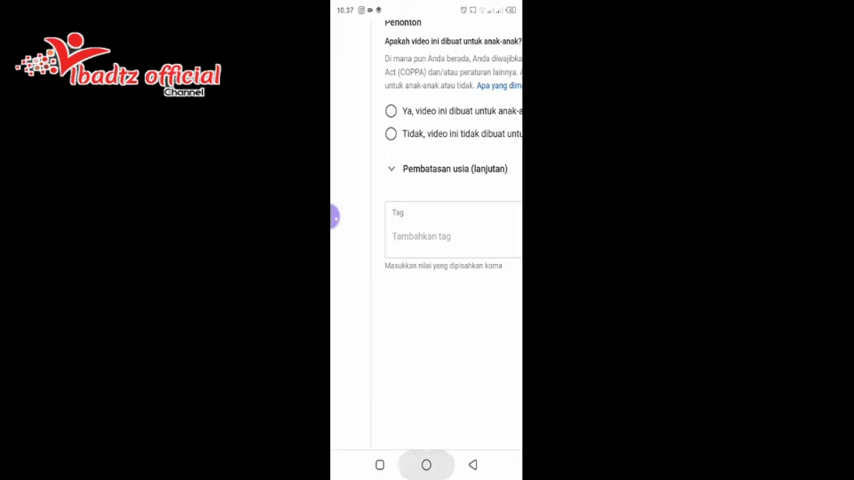 10.37
Ibadtz official
Channel
Penonton
Apakah video ini dibuat untuk anak-anak?
Di mana pun Anda berada, Anda diwajibka
Act (COPPA) dan/atau peraturan lainnya. A
untuk anak-anak atau tidak. Apa yang dima
Ya, video ini dibuat untuk anak-a
Tidak, video ini tidak dibuat untu
Pembatasan usia (lanjutan)
Tag
Tambahkan tag
Masukkan nilai yang dipisahkan koma